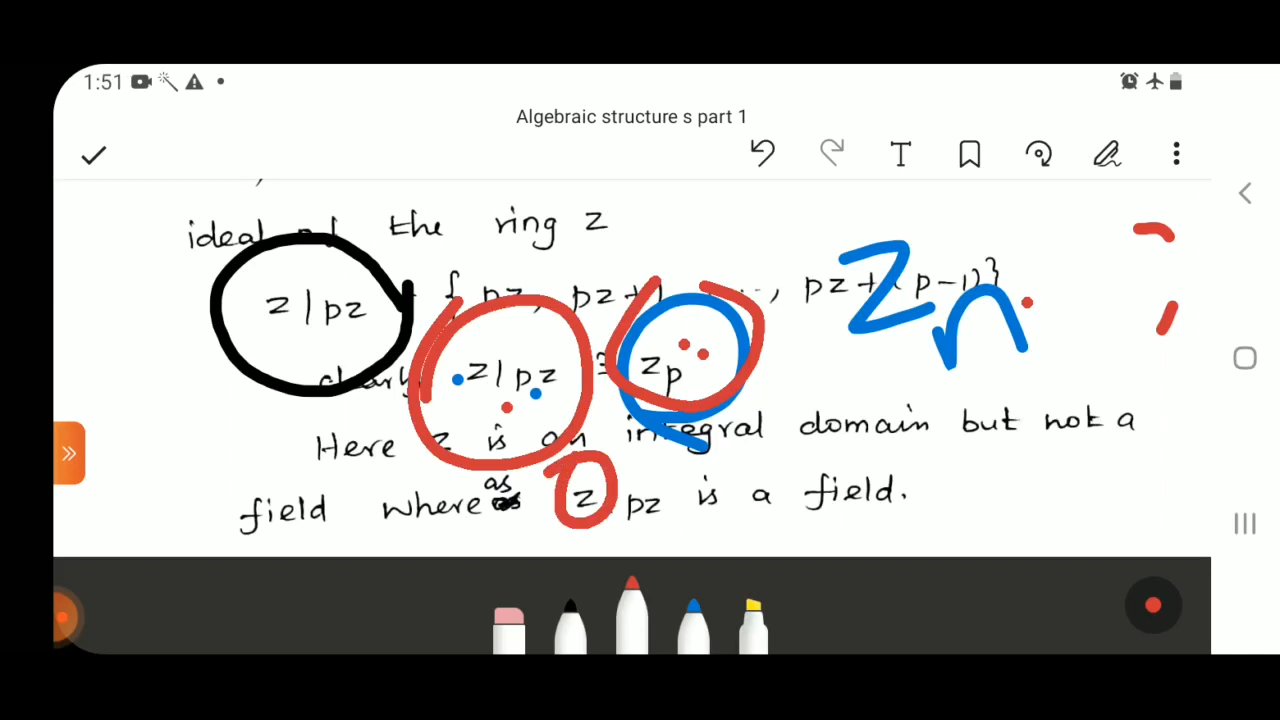 1:51
Algebraic structure s part 1
T
ideal of the ring z
z | pz { pz, pz+1 ..., pz+(p-1)}
Zn
clearly z | pz ≅ zp
Here z is an integral domain but not a
field where as z pz is a field.